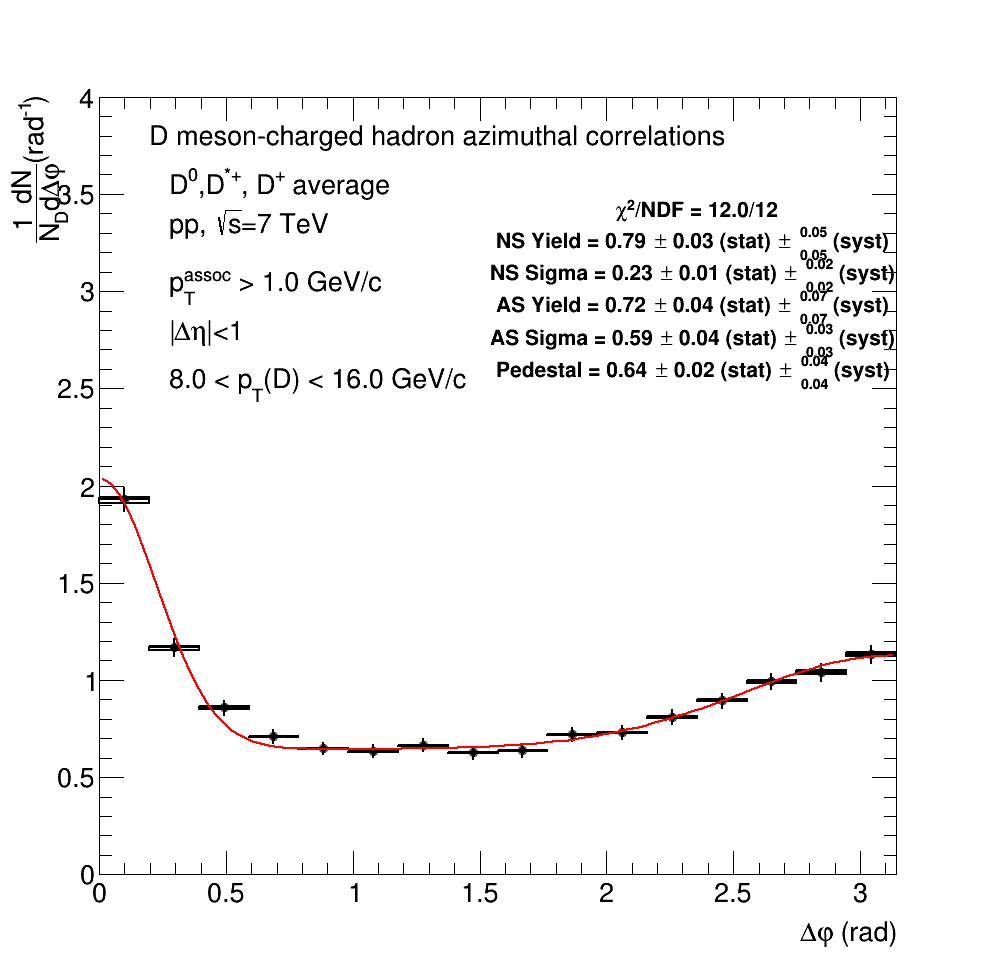 D meson-charged hadron azimuthal correlations
D⁰,D*⁺, D⁺ average
pp, √s=7 TeV
p_T^assoc > 1.0 GeV/c
|Δη|<1
8.0 < p_T(D) < 16.0 GeV/c
χ²/NDF = 12.0/12
NS Yield = 0.79 ± 0.03 (stat) ± 0.05 0.05 (syst)
NS Sigma = 0.23 ± 0.01 (stat) ± 0.02 0.02 (syst)
AS Yield = 0.72 ± 0.04 (stat) ± 0.07 0.07 (syst)
AS Sigma = 0.59 ± 0.04 (stat) ± 0.03 0.03 (syst)
Pedestal = 0.64 ± 0.02 (stat) ± 0.04 0.04 (syst)
1 dN
N_D dΔφ
(rad⁻¹)
4
3.5
3
2.5
2
1.5
1
0.5
0
0 0.5 1 1.5 2 2.5 3
Δφ (rad)